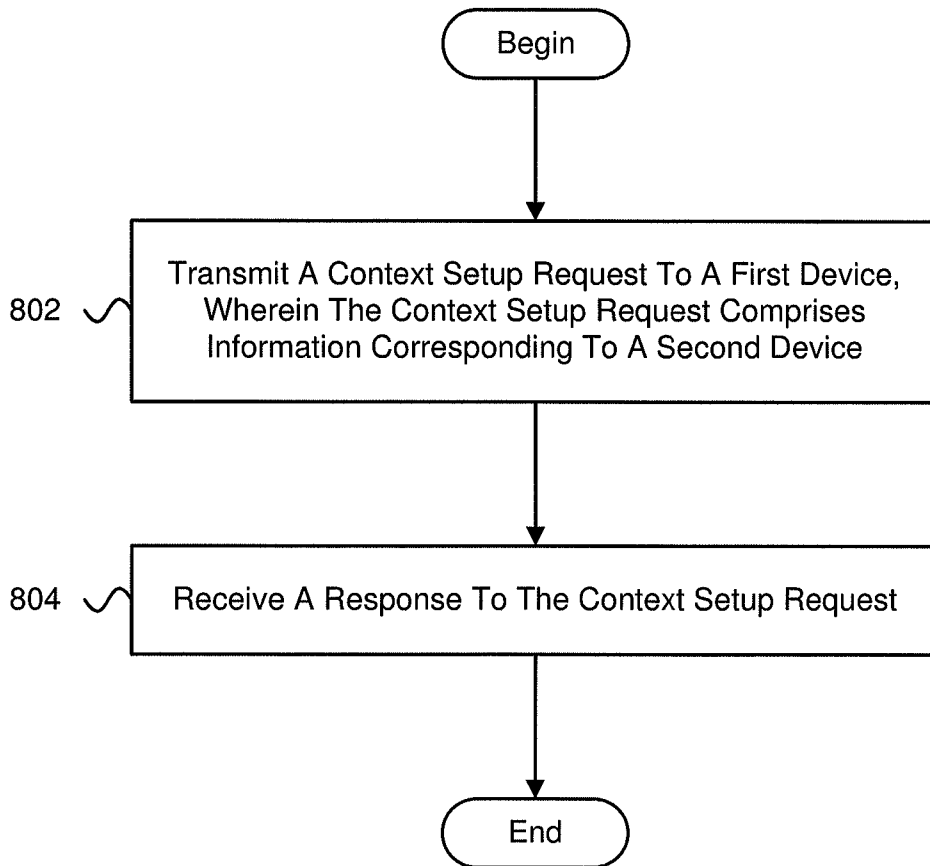 Begin
802
Transmit A Context Setup Request To A First Device,
Wherein The Context Setup Request Comprises
Information Corresponding To A Second Device
804
Receive A Response To The Context Setup Request
End